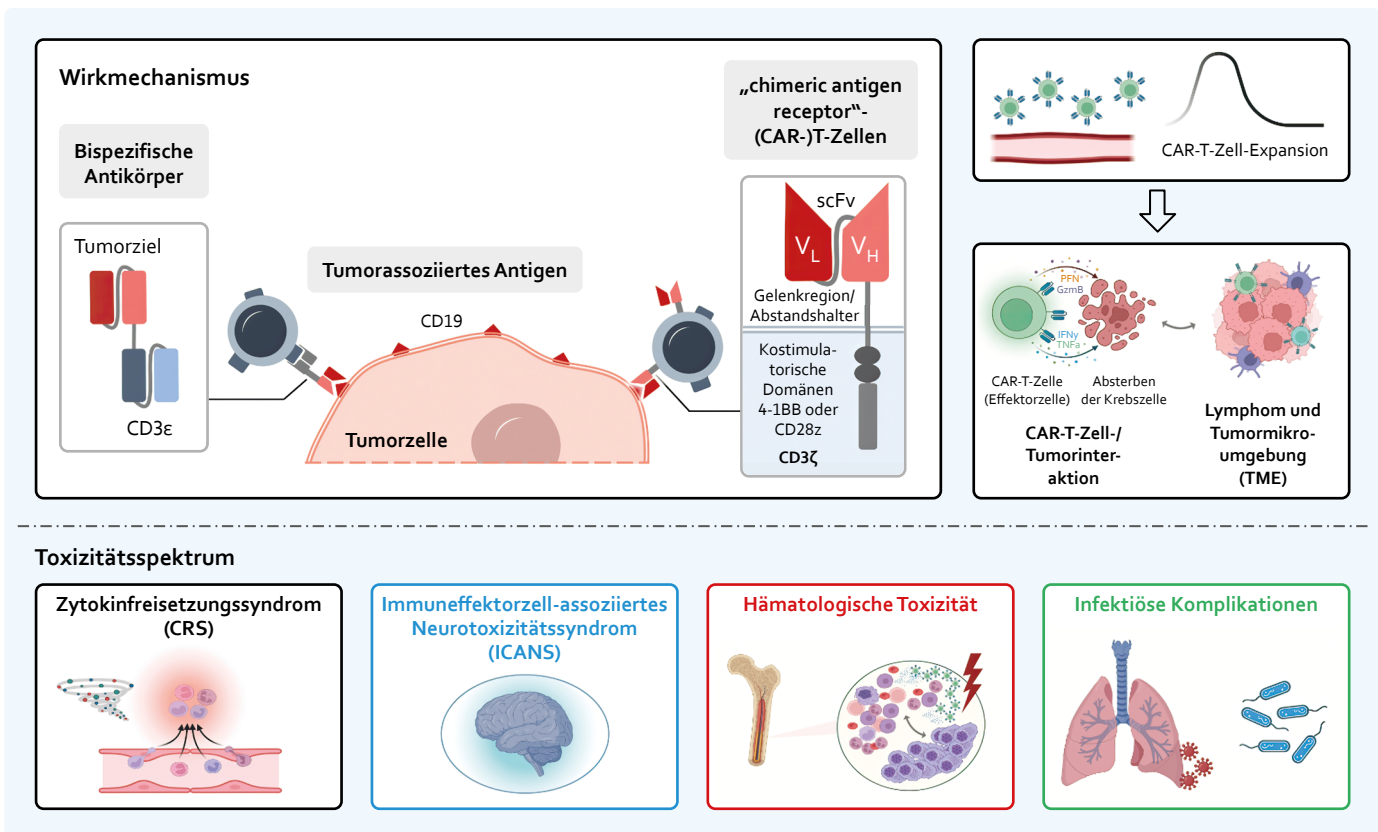 Wirkmechanismus
Bispezifische
Antikörper
Tumorziel
CD3ε
Tumorassoziiertes Antigen
CD19
Tumorzelle
„chimeric antigen
receptor“-
(CAR-)T-Zellen
scFv
V_L
V_H
Gelenkregion/
Abstandshalter
Kostimula-
torische
Domänen
4-1BB oder
CD28z
CD3ζ
CAR-T-Zell-Expansion
PFN
GzmB
IFNγ
TNFa
CAR-T-Zelle
(Effektorzelle)
Absterben
der Krebszelle
CAR-T-Zell-/
Tumorinter-
aktion
Lymphom und
Tumormikro-
umgebung
(TME)
Toxizitätsspektrum
Zytokinfreisetzungssyndrom
(CRS)
Immuneffektorzell-assoziiertes
Neurotoxizitätssyndrom
(ICANS)
Hämatologische Toxizität
Infektiöse Komplikationen